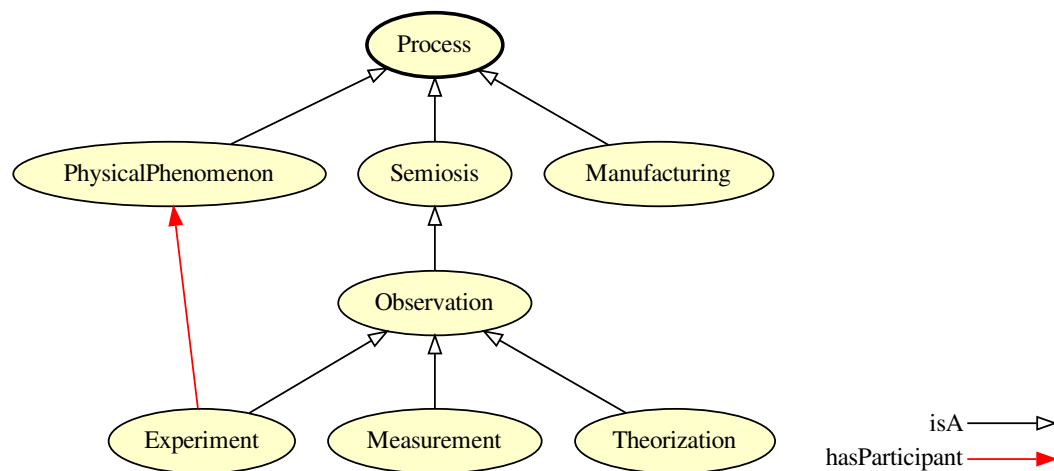 Process
PhysicalPhenomenon
Semiosis
Manufacturing
Observation
Experiment
Measurement
Theorization
isA
hasParticipant